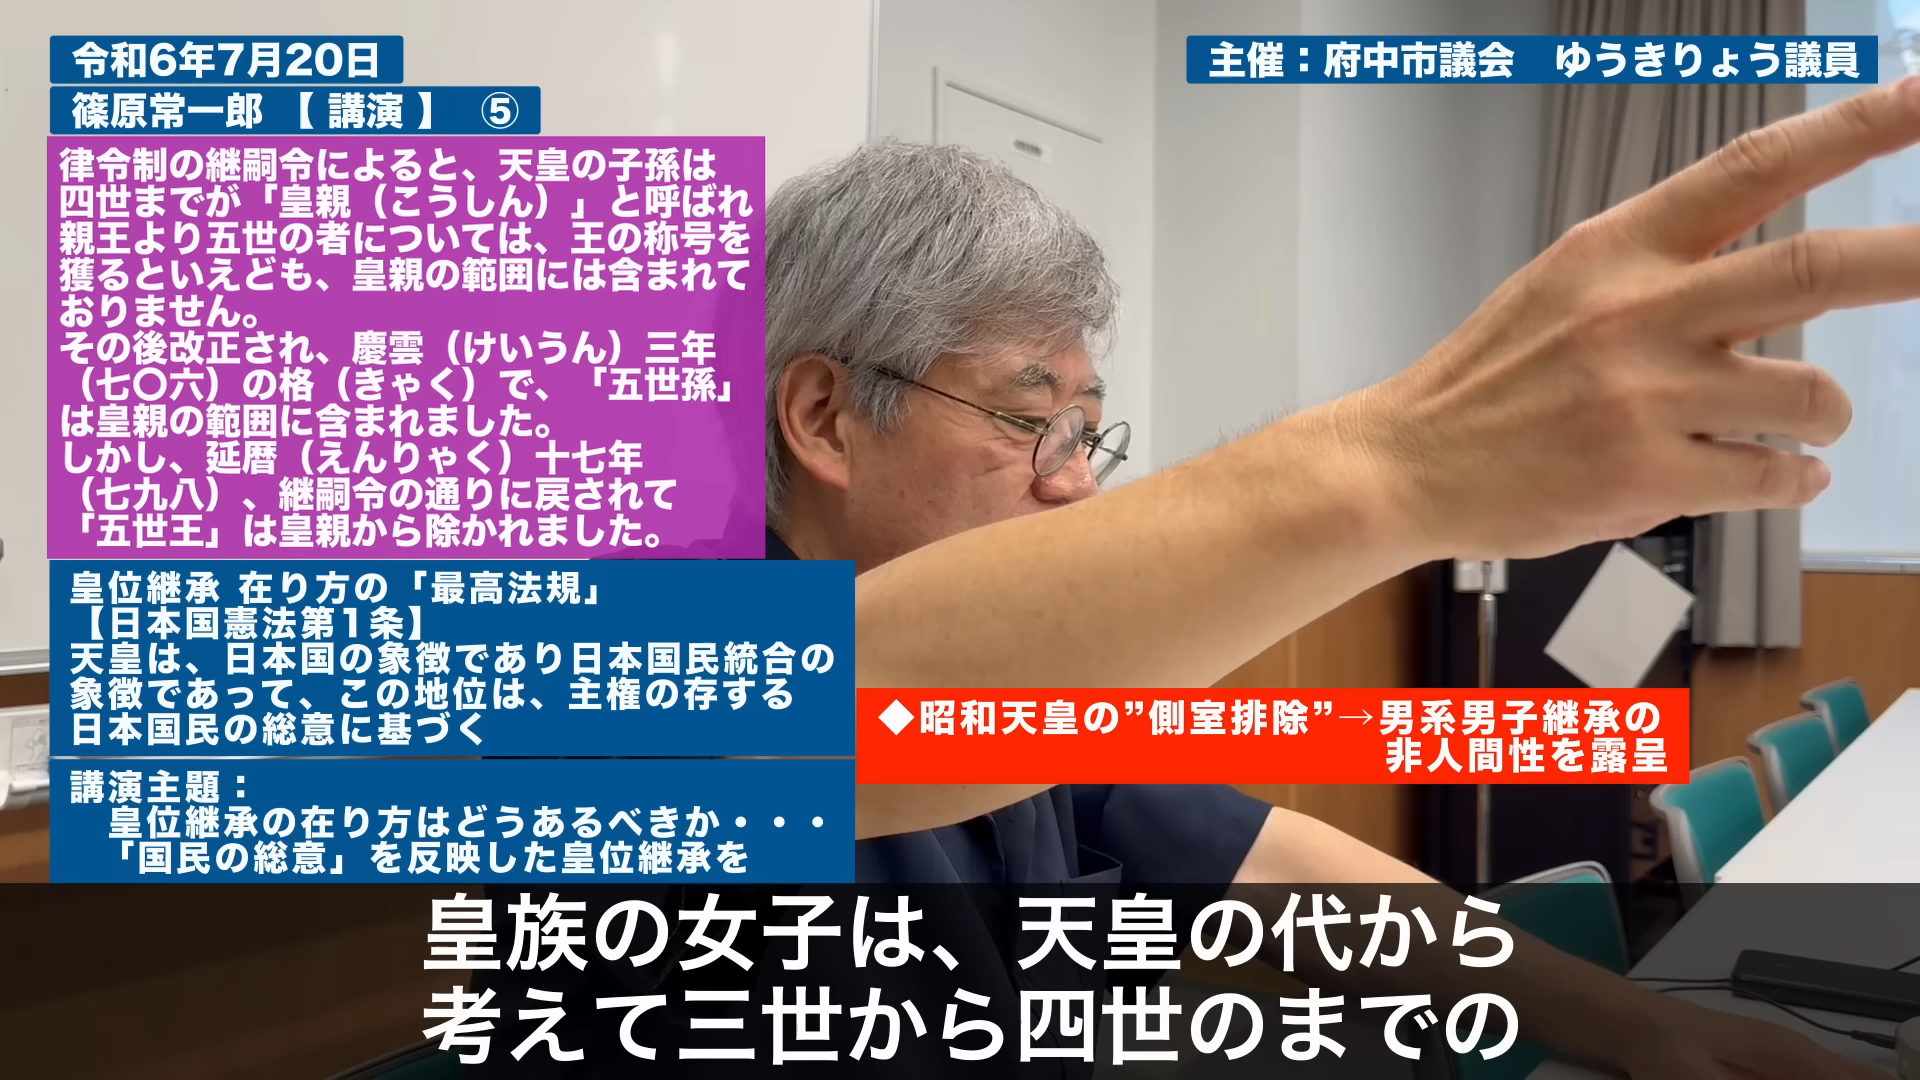 令和6年7月20日
主催：府中市議会　ゆうきりょう議員
篠原常一郎 【 講演 】 ⑤
律令制の継嗣令によると、天皇の子孫は
四世までが「皇親（こうしん）」と呼ばれ
親王より五世の者については、王の称号を
獲るといえども、皇親の範囲には含まれて
おりません。
その後改正され、慶雲（けいうん）三年
（七〇六）の格（きゃく）で、「五世孫」
は皇親の範囲に含まれました。
しかし、延暦（えんりゃく）十七年
（七九八）、継嗣令の通りに戻されて
「五世王」は皇親から除かれました。
皇位継承 在り方の「最高法規」
【日本国憲法第1条】
天皇は、日本国の象徴であり日本国民統合の
象徴であって、この地位は、主権の存する
日本国民の総意に基づく
◆昭和天皇の”側室排除”→男系男子継承の
非人間性を露呈
講演主題：
皇位継承の在り方はどうあるべきか・・・
「国民の総意」を反映した皇位継承を
皇族の女子は、天皇の代から
考えて三世から四世のまでの